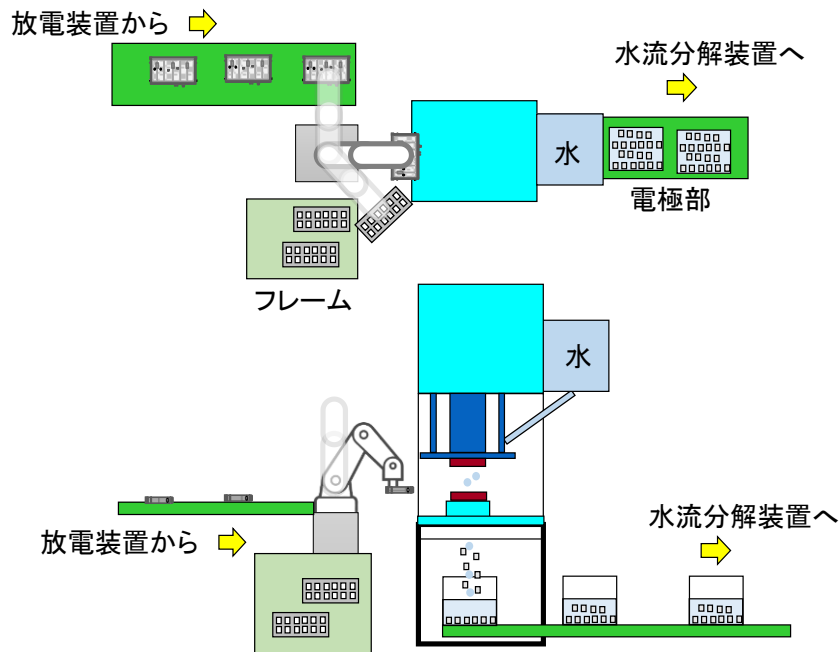 放電装置から
水流分解装置へ
水
電極部
フレーム
水
水流分解装置へ
放電装置から